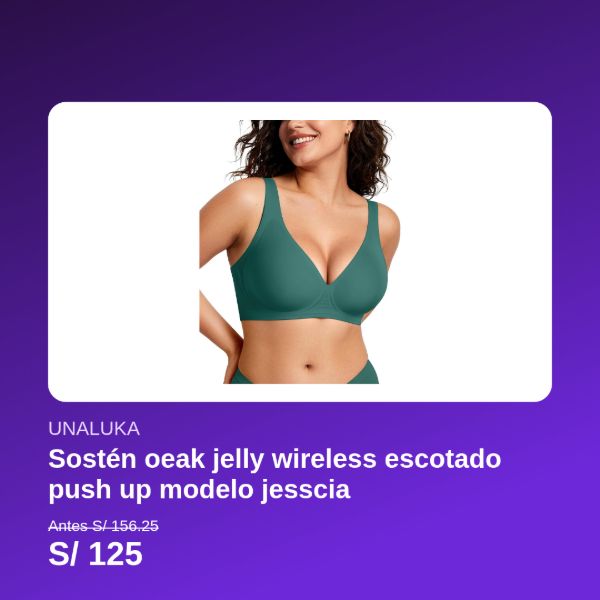 UNALUKA
Sostén oeak jelly wireless escotado
push up modelo jesscia
Antes S/ 156.25
S/ 125